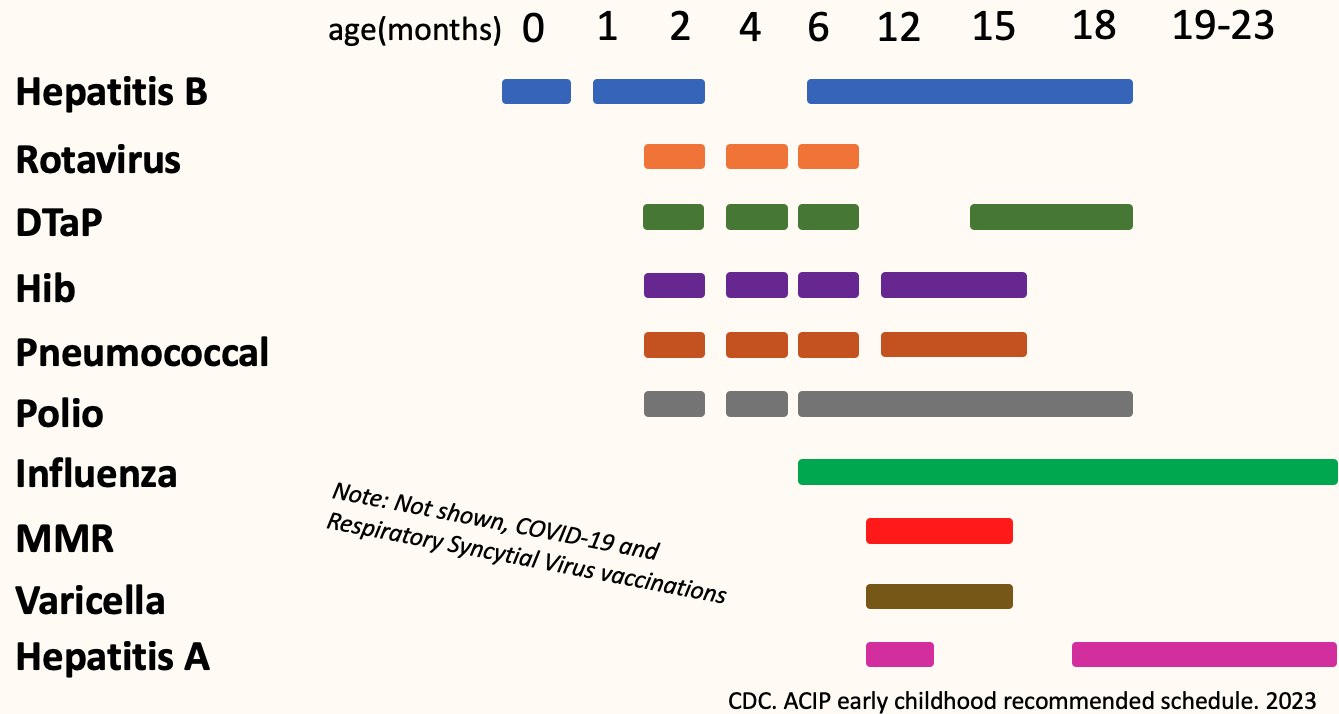 age(months) 0 1 2 4 6 12 15 18 19-23
Hepatitis B
Rotavirus
DTaP
Hib
Pneumococcal
Polio
Influenza
Note: Not shown, COVID-19 and
Respiratory Syncytial Virus vaccinations
MMR
Varicella
Hepatitis A
CDC. ACIP early childhood recommended schedule. 2023